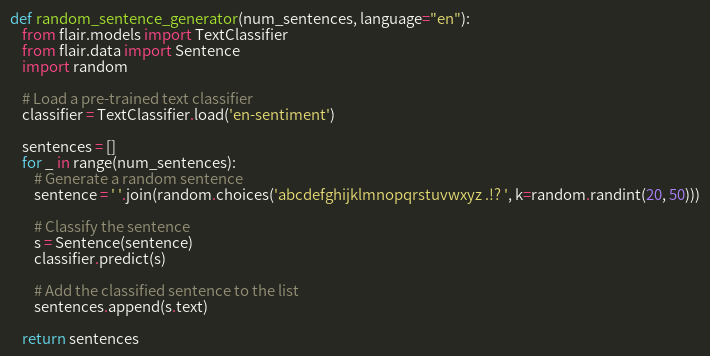 def random_sentence_generator(num_sentences, language="en"):
from flair.models import TextClassifier
from flair.data import Sentence
import random
# Load a pre-trained text classifier
classifier = TextClassifier.load('en-sentiment')
sentences = []
for _ in range(num_sentences):
# Generate a random sentence
sentence = ' '.join(random.choices('abcdefghijklmnopqrstuvwxyz .!? ', k=random.randint(20, 50)))
# Classify the sentence
s = Sentence(sentence)
classifier.predict(s)
# Add the classified sentence to the list
sentences.append(s.text)
return sentences